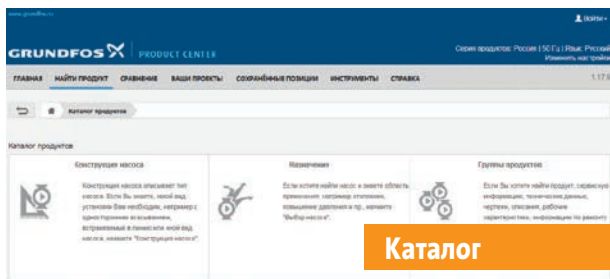 www.grundfos.ru
Войти
GRUNDFOS PRODUCT CENTER
Серия продуктов: Россия | 50 Гц | Язык: Русский
Изменить настройки
ГЛАВНАЯ НАЙТИ ПРОДУКТ СРАВНЕНИЕ ВАШИ ПРОЕКТЫ СОХРАНЁННЫЕ ПОЗИЦИИ ИНСТРУМЕНТЫ СПРАВКА
Каталог продуктов
Каталог продуктов
Конструкция насоса Назначение Группы продуктов
Конструкция насоса описывает тип
насоса. Если Вы знаете, какой вид
установки Вам необходим, например с
односторонним всасыванием,
встраиваемый в линию или иной вид
насоса, нажмите "Конструкция насоса".
Если хотите найти насос и знаете область
применения, например отопление,
повышение давления и пр., нажмите
"Выбор насоса".
Если Вы хотите найти продукт, сервисную
информацию, технические данные,
чертежи, описания, рабочие
характеристики, информацию по ремонту
Каталог